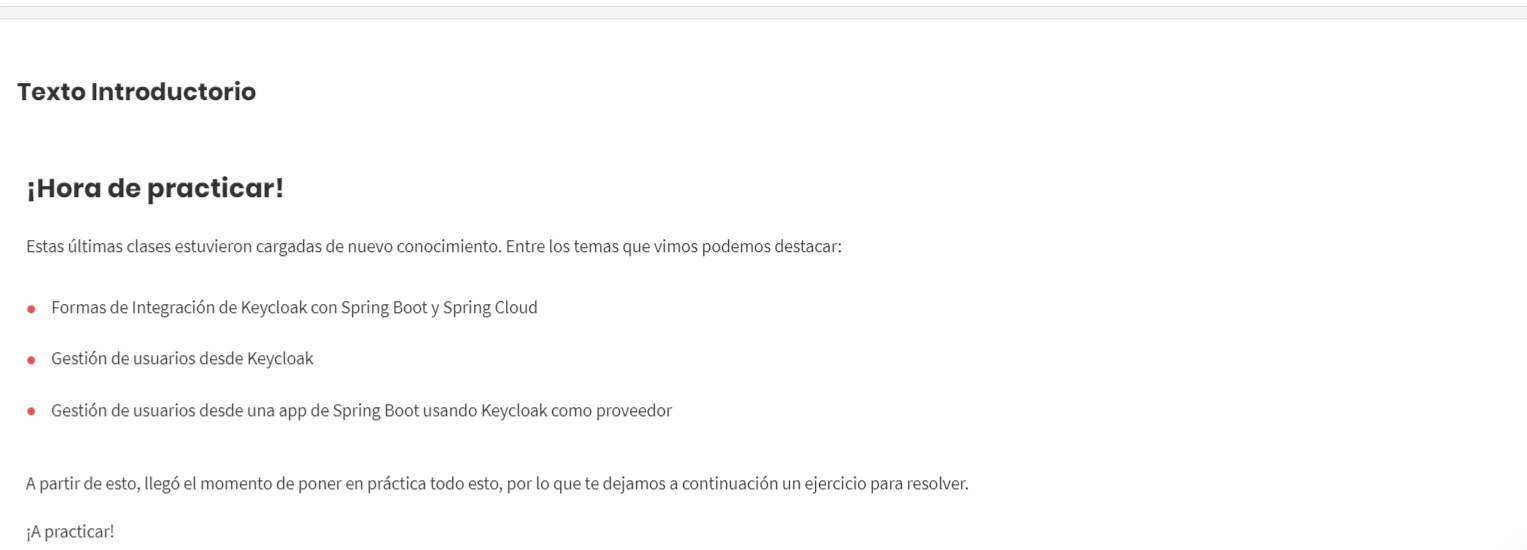 Texto Introductorio
¡Hora de practicar!
Estas últimas clases estuvieron cargadas de nuevo conocimiento. Entre los temas que vimos podemos destacar:
Formas de Integración de Keycloak con Spring Boot y Spring Cloud
Gestión de usuarios desde Keycloak
Gestión de usuarios desde una app de Spring Boot usando Keycloak como proveedor
A partir de esto, llegó el momento de poner en práctica todo esto, por lo que te dejamos a continuación un ejercicio para resolver.
¡A practicar!